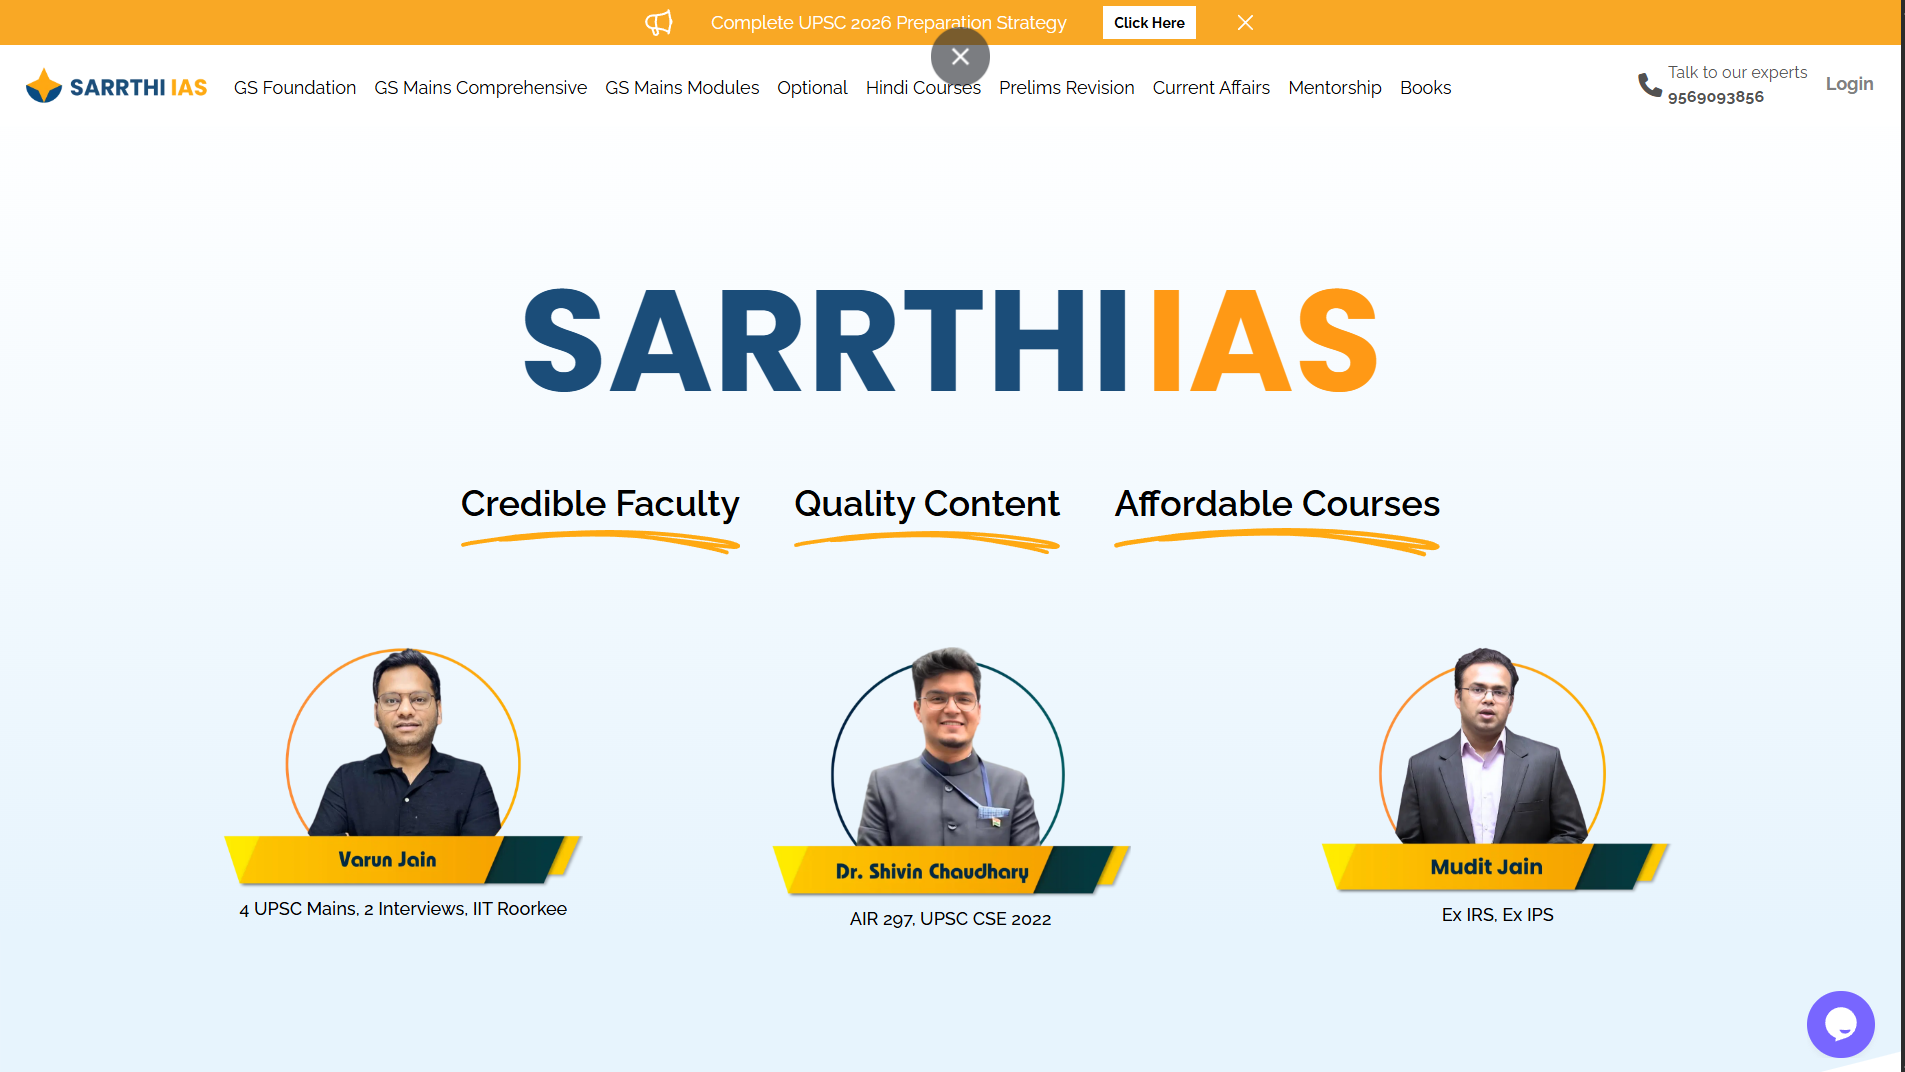 Complete UPSC 2026 Preparation Strategy
Click Here
SARRTHI IAS
GS Foundation
GS Mains Comprehensive
GS Mains Modules
Optional
Hindi Courses
Prelims Revision
Current Affairs
Mentorship
Books
Talk to our experts
9569093856
Login
SARRTHI IAS
Credible Faculty
Quality Content
Affordable Courses
Varun Jain
4 UPSC Mains, 2 Interviews, IIT Roorkee
Dr. Shivin Chaudhary
AIR 297, UPSC CSE 2022
Mudit Jain
Ex IRS, Ex IPS